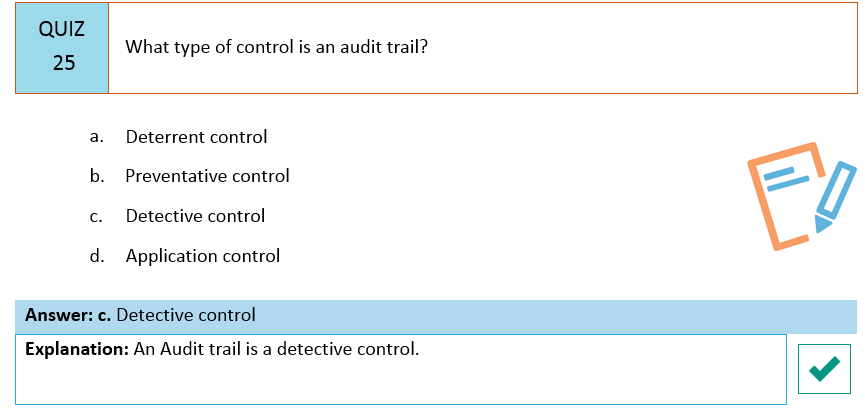 QUIZ
25
What type of control is an audit trail?
a. Deterrent control
b. Preventative control
c. Detective control
d. Application control
Answer: c. Detective control
Explanation: An Audit trail is a detective control.